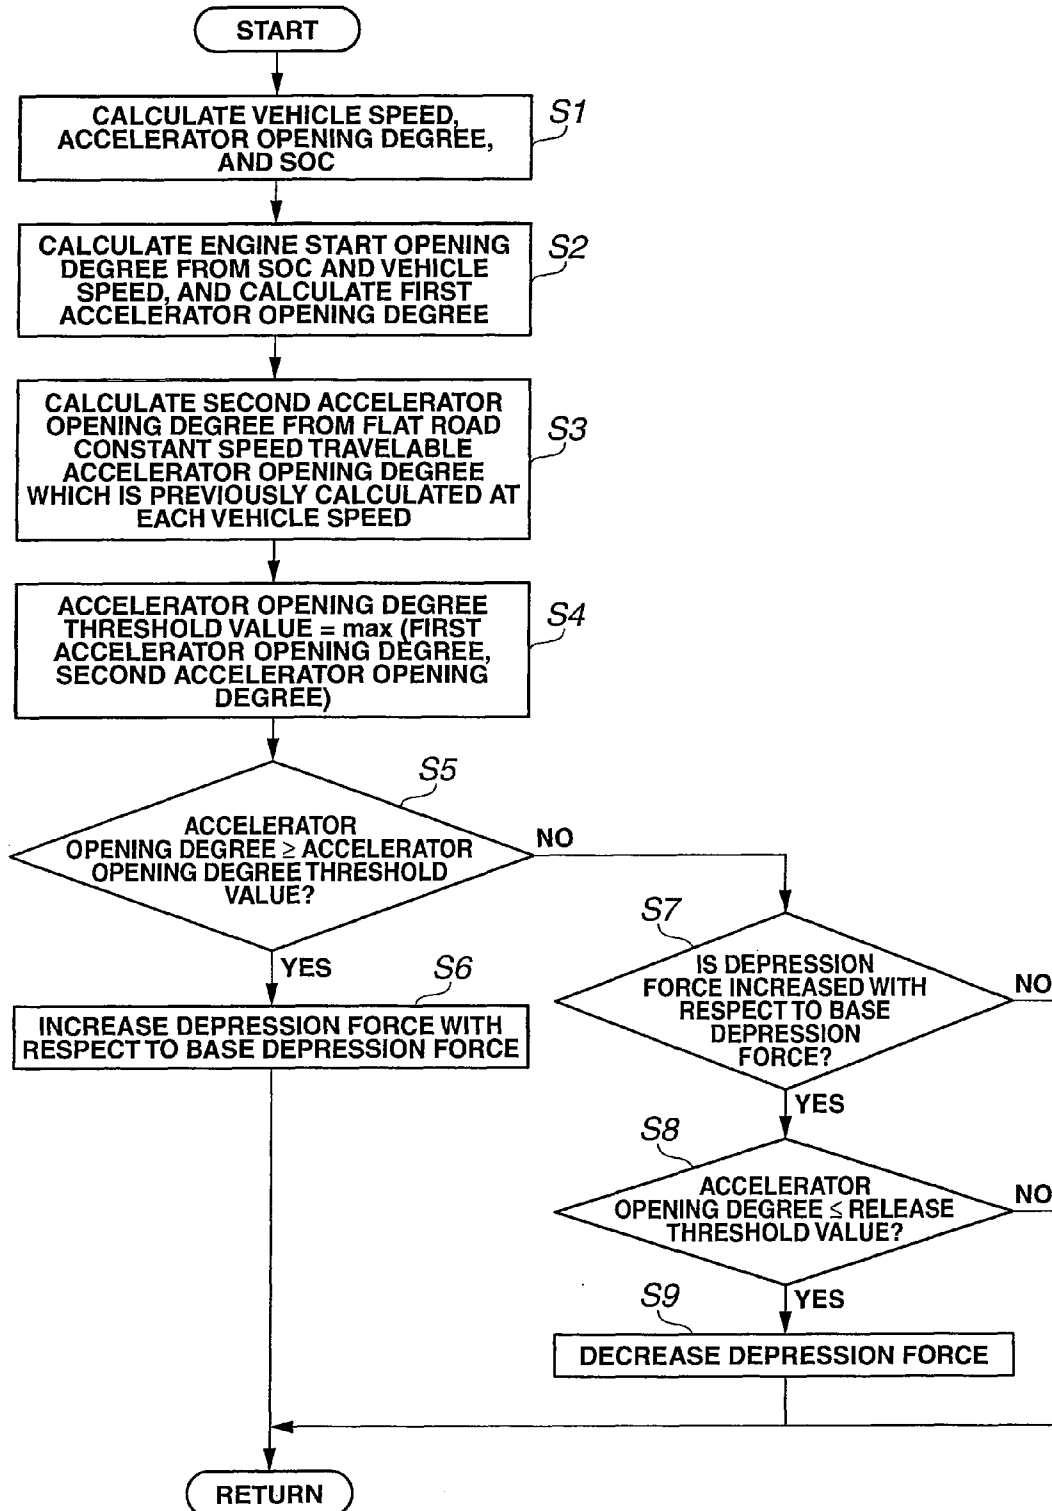 START
CALCULATE VEHICLE SPEED,
ACCELERATOR OPENING DEGREE,
AND SOC
S1
CALCULATE ENGINE START OPENING
DEGREE FROM SOC AND VEHICLE
SPEED, AND CALCULATE FIRST
ACCELERATOR OPENING DEGREE
S2
CALCULATE SECOND ACCELERATOR
OPENING DEGREE FROM FLAT ROAD
CONSTANT SPEED TRAVELABLE
ACCELERATOR OPENING DEGREE
WHICH IS PREVIOUSLY CALCULATED AT
EACH VEHICLE SPEED
S3
ACCELERATOR OPENING DEGREE
THRESHOLD VALUE = max (FIRST
ACCELERATOR OPENING DEGREE,
SECOND ACCELERATOR OPENING
DEGREE)
S4
S5
ACCELERATOR
OPENING DEGREE ≥ ACCELERATOR
OPENING DEGREE THRESHOLD
VALUE?
NO
YES
S6
INCREASE DEPRESSION FORCE WITH
RESPECT TO BASE DEPRESSION FORCE
S7
IS DEPRESSION
FORCE INCREASED WITH
RESPECT TO BASE
DEPRESSION
FORCE?
NO
YES
S8
ACCELERATOR
OPENING DEGREE ≤ RELEASE
THRESHOLD VALUE?
NO
YES
S9
DECREASE DEPRESSION FORCE
RETURN